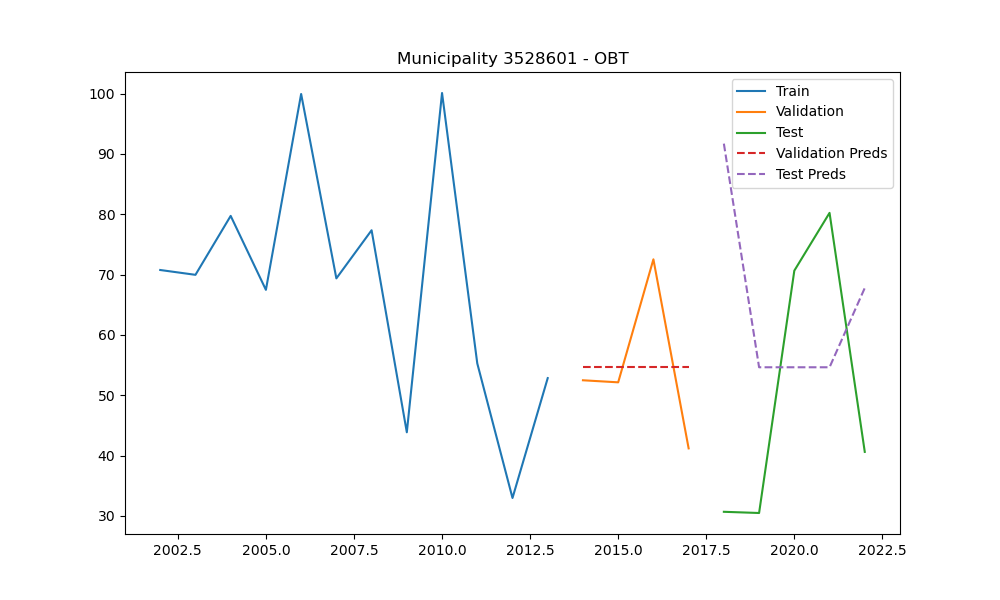 Municipality 3528601 - OBT
Train
Validation
Test
Validation Preds
Test Preds
100
90
80
70
60
50
40
30
2002.5 2005.0 2007.5 2010.0 2012.5 2015.0 2017.5 2020.0 2022.5